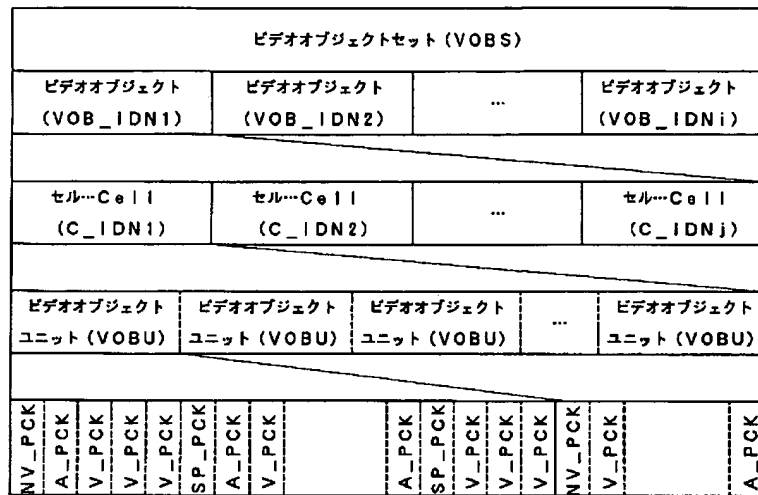 ビデオオブジェクトセット(VOBS)
ビデオオブジェクト
(VOB_IDN1)
ビデオオブジェクト
(VOB_IDN2)
…
ビデオオブジェクト
(VOB_IDNi)
セル…Cell
(C_IDN1)
セル…Cell
(C_IDN2)
…
セル…Cell
(C_IDNj)
ビデオオブジェクト
ユニット(VOBU)
ビデオオブジェクト
ユニット(VOBU)
ビデオオブジェクト
ユニット(VOBU)
…
ビデオオブジェクト
ユニット(VOBU)
NV_PCK
A_PCK
V_PCK
V_PCK
V_PCK
SP_PCK
A_PCK
V_PCK
A_PCK
SP_PCK
V_PCK
V_PCK
V_PCK
NV_PCK
V_PCK
A_PCK